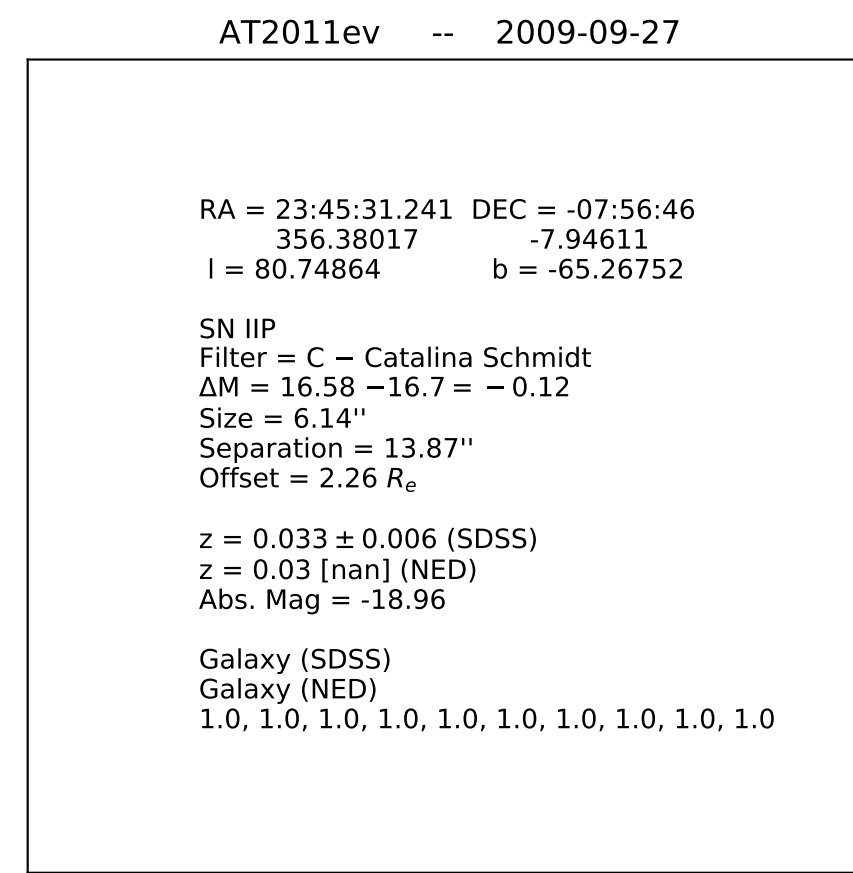 AT2011ev -- 2009-09-27
RA = 23:45:31.241 DEC = -07:56:46
356.38017 -7.94611
l = 80.74864 b = -65.26752
SN IIP
Filter = C − Catalina Schmidt
ΔM = 16.58 −16.7 = − 0.12
Size = 6.14''
Separation = 13.87''
Offset = 2.26 Rₑ
z = 0.033 ± 0.006 (SDSS)
z = 0.03 [nan] (NED)
Abs. Mag = -18.96
Galaxy (SDSS)
Galaxy (NED)
1.0, 1.0, 1.0, 1.0, 1.0, 1.0, 1.0, 1.0, 1.0, 1.0